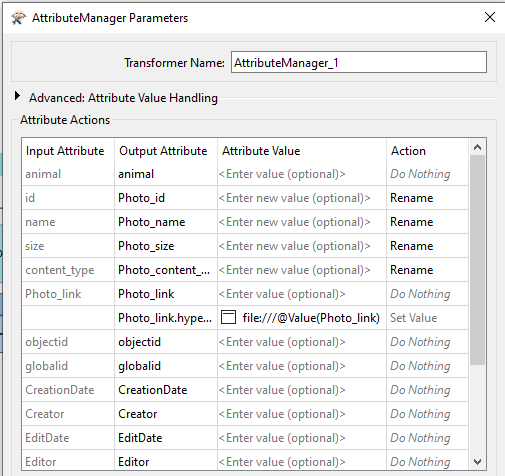 AttributeManager Parameters
Transformer Name: AttributeManager_1
Advanced: Attribute Value Handling
Attribute Actions
Input Attribute Output Attribute Attribute Value Action
animal animal <Enter value (optional)> Do Nothing
id Photo_id <Enter new value (optional)> Rename
name Photo_name <Enter new value (optional)> Rename
size Photo_size <Enter new value (optional)> Rename
content_type Photo_content_... <Enter new value (optional)> Rename
Photo_link Photo_link <Enter value (optional)> Do Nothing
Photo_link.hype... file:///@Value(Photo_link) Set Value
objectid objectid <Enter value (optional)> Do Nothing
globalid globalid <Enter value (optional)> Do Nothing
CreationDate CreationDate <Enter value (optional)> Do Nothing
Creator Creator <Enter value (optional)> Do Nothing
EditDate EditDate <Enter value (optional)> Do Nothing
Editor Editor <Enter value (optional)> Do Nothing